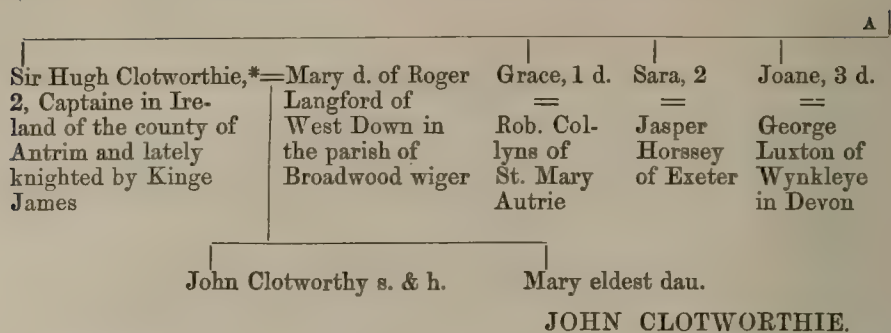 A
Sir Hugh Clotworthie,*=Mary d. of Roger
2, Captaine in Ire-
land of the county of
Antrim and lately
knighted by Kinge
James
Langford of
West Down in
the parish of
Broadwood wiger
Grace, 1 d.
=
Rob. Col-
lyns of
St. Mary
Autrie
Sara, 2
=
Jasper
Horssey
of Exeter
Joane, 3 d.
=
George
Luxton of
Wynkleye
in Devon
John Clotworthy s. & h.
Mary eldest dau.
JOHN CLOTWORTHIE.